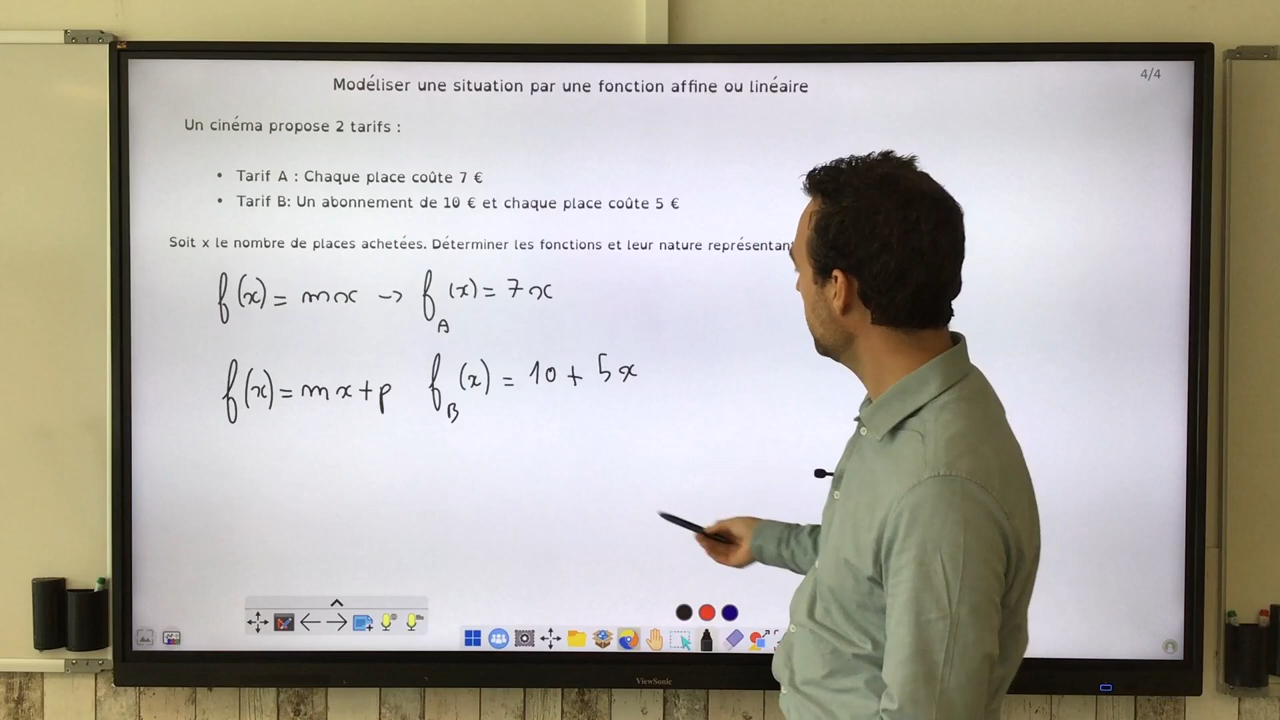 4/4
Modéliser une situation par une fonction affine ou linéaire
Un cinéma propose 2 tarifs :
• Tarif A : Chaque place coûte 7 €
• Tarif B: Un abonnement de 10 € et chaque place coûte 5 €
Soit x le nombre de places achetées. Déterminer les fonctions et leur nature représentan
f(x) = mx → f_A(x) = 7x
f(x) = mx + p f_B(x) = 10 + 5x
ViewSonic